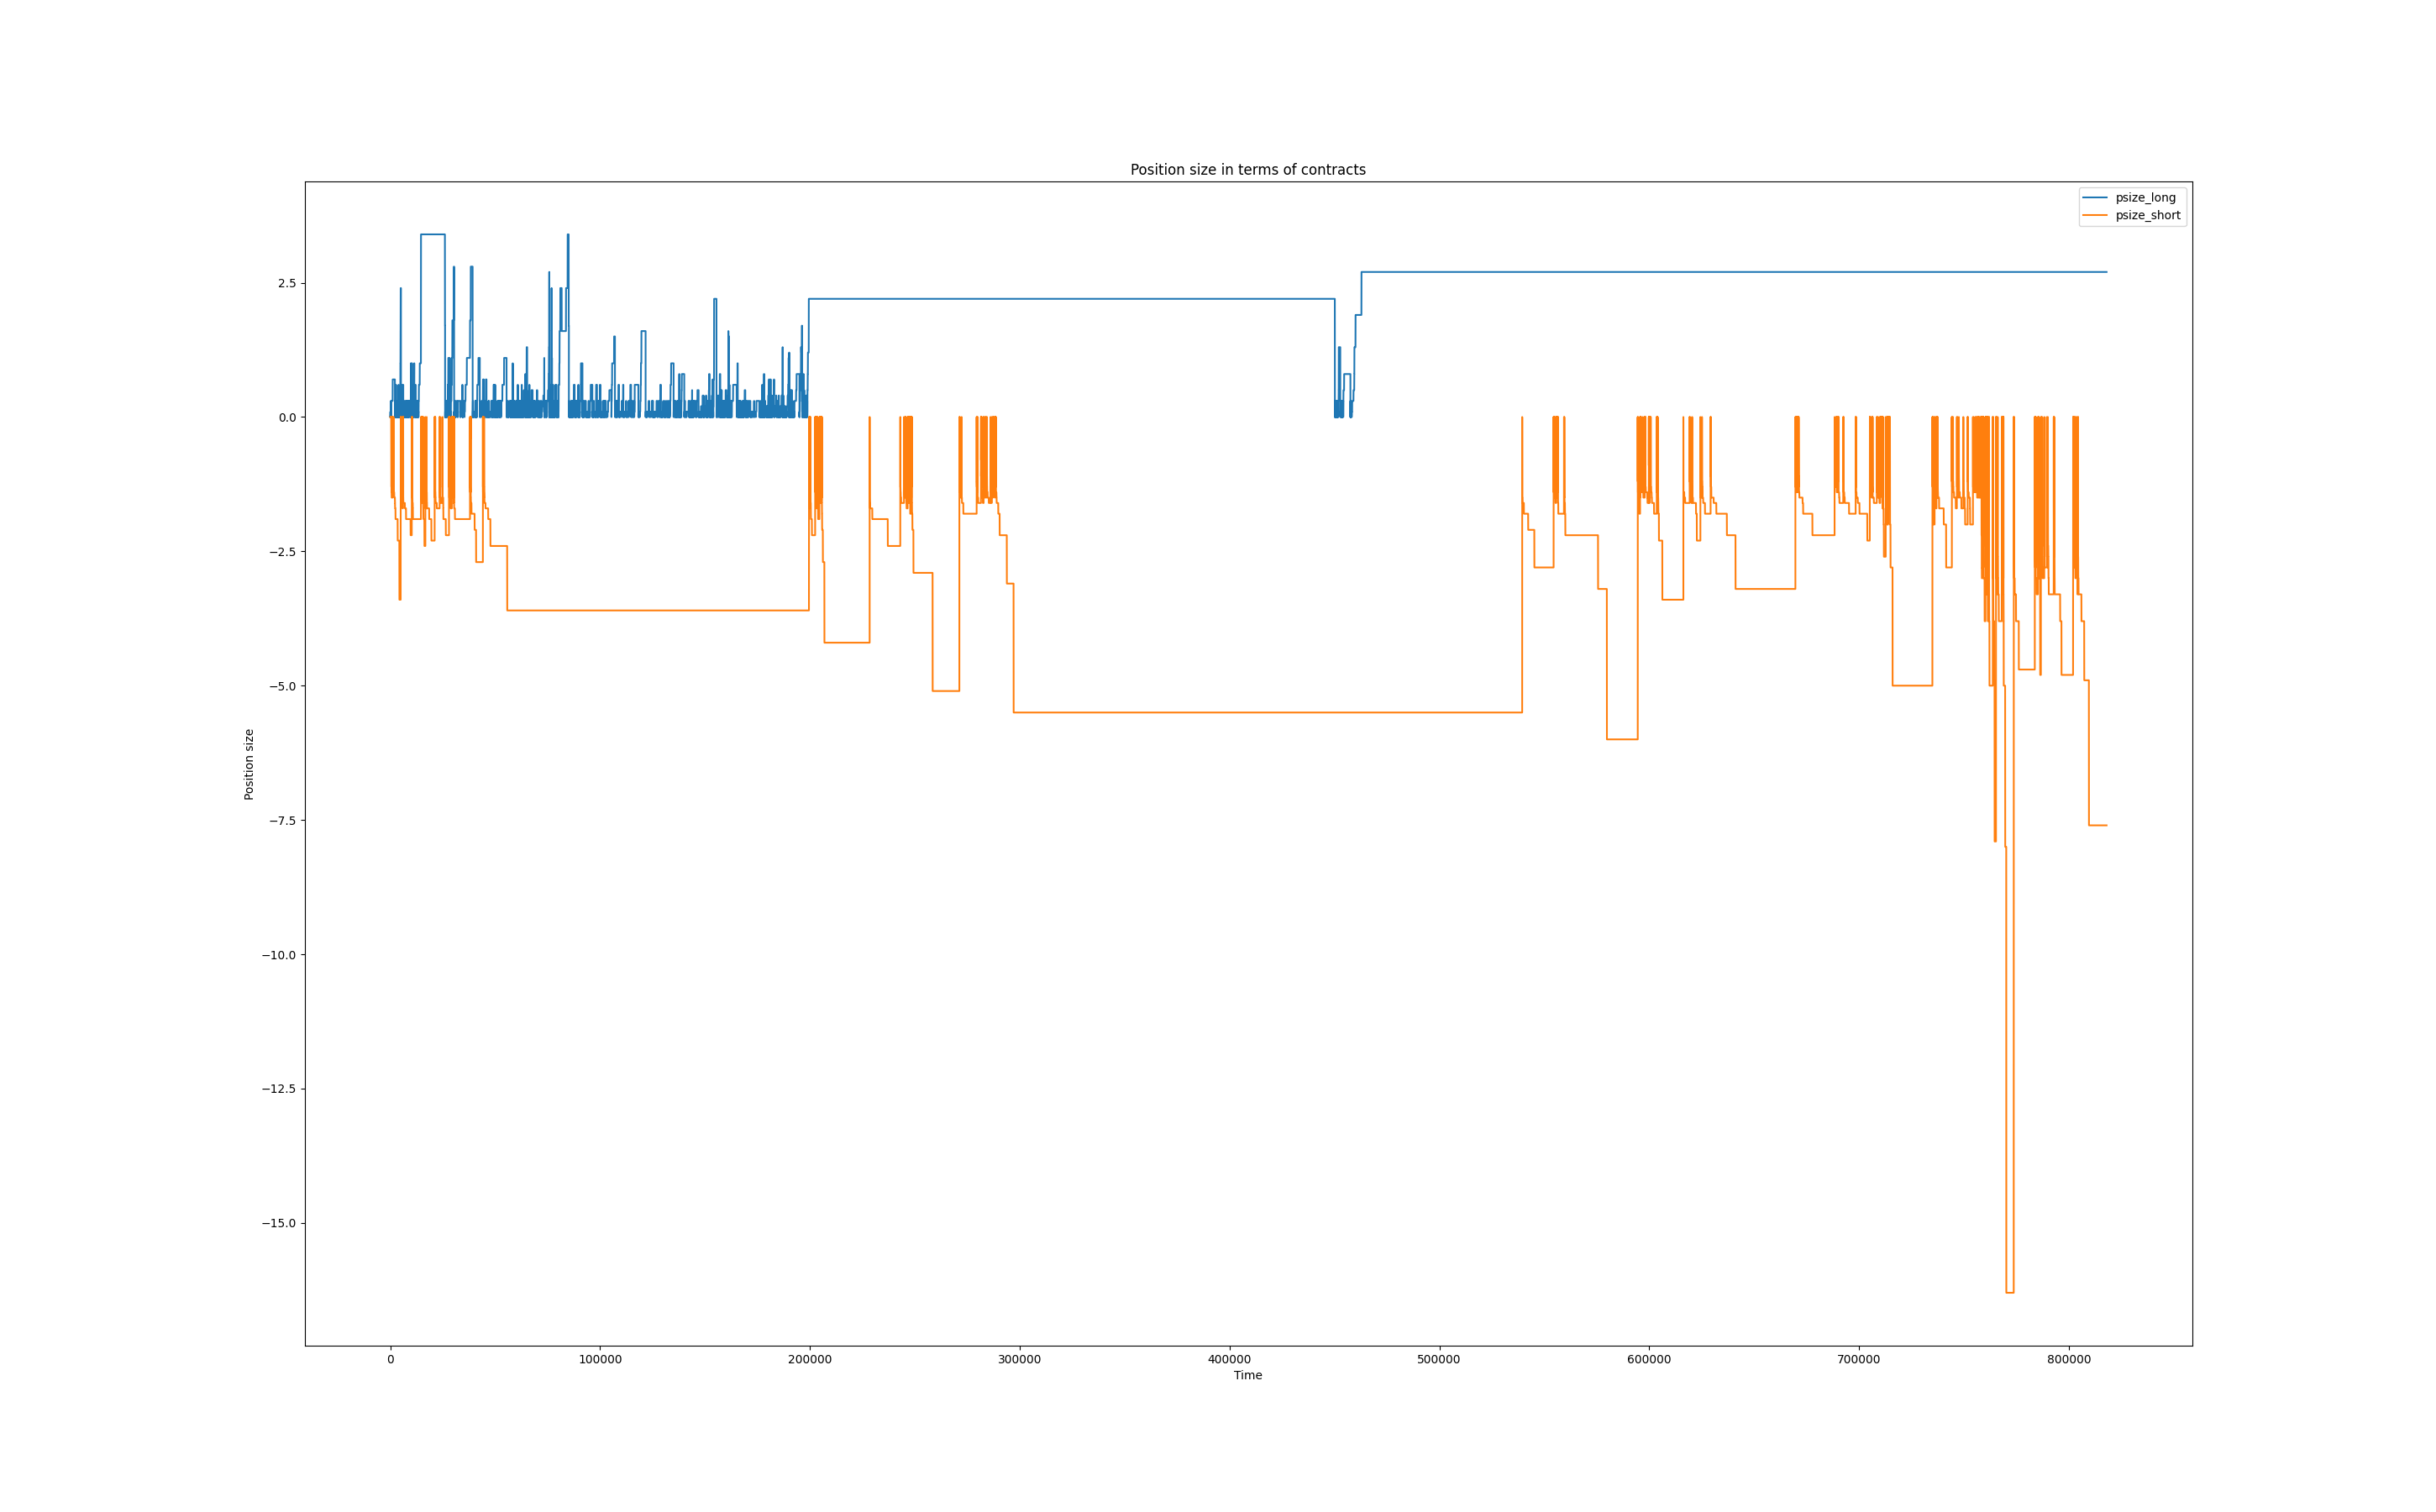 Position size in terms of contracts
psize_long
psize_short
2.5
0.0
−2.5
−5.0
−7.5
−10.0
−12.5
−15.0
Position size
0 100000 200000 300000 400000 500000 600000 700000 800000
Time